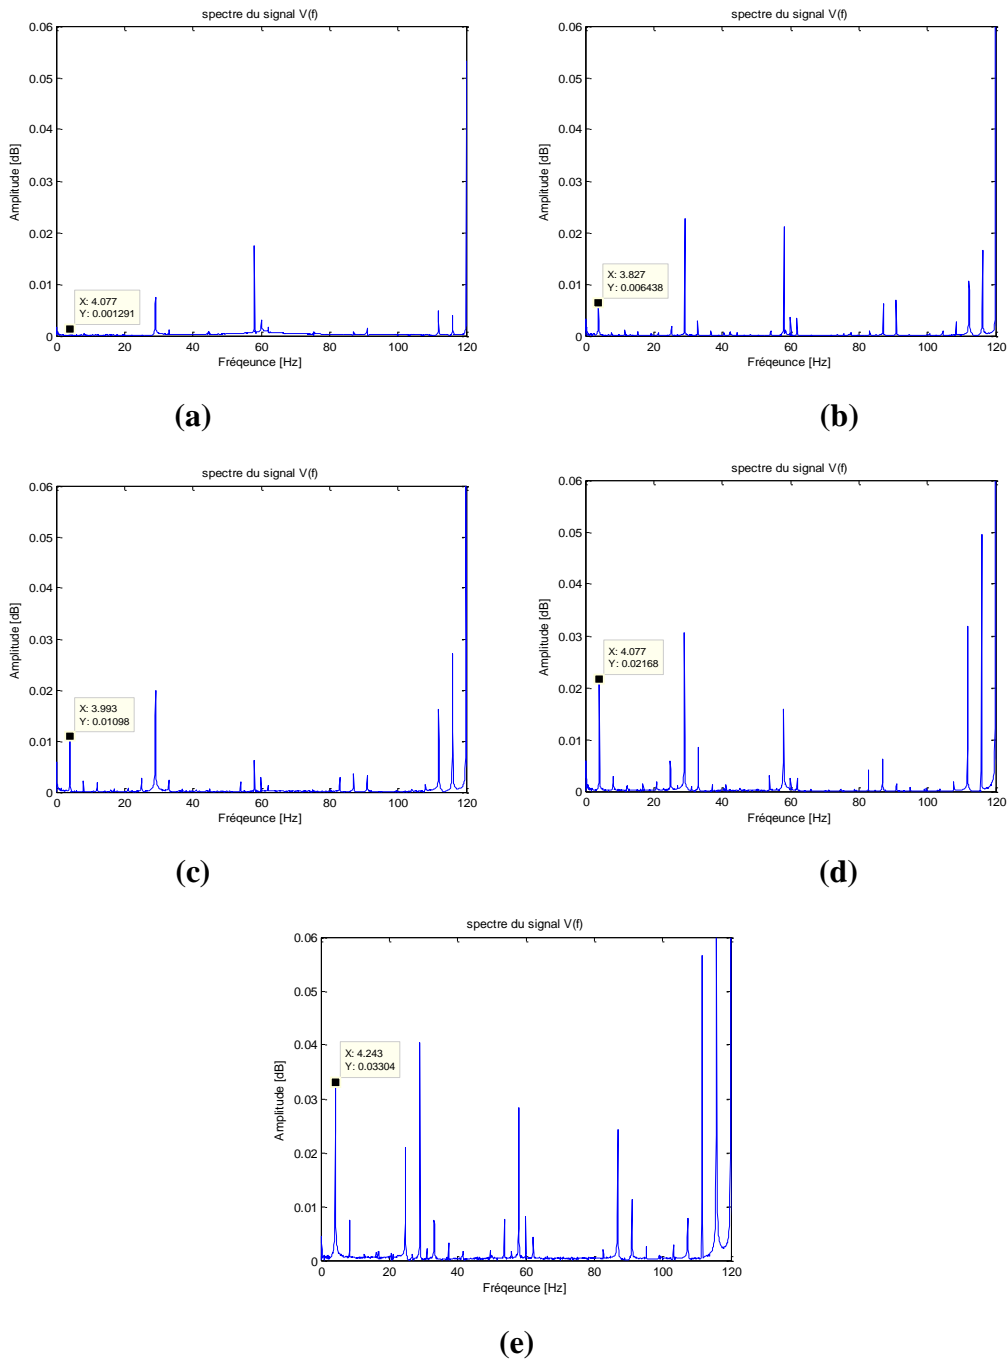 spectre du signal V(f)
0.06
0.05
0.04
0.03
0.02
0.01
0
Amplitude [dB]
X: 4.077
Y: 0.001291
0 20 40 60 80 100 120
Fréqeunce [Hz]
(a)
spectre du signal V(f)
0.06
0.05
0.04
0.03
0.02
0.01
0
Amplitude [dB]
X: 3.827
Y: 0.006438
0 20 40 60 80 100 120
Fréqeunce [Hz]
(b)
spectre du signal V(f)
0.06
0.05
0.04
0.03
0.02
0.01
0
Amplitude [dB]
X: 3.993
Y: 0.01098
0 20 40 60 80 100 120
Fréqeunce [Hz]
(c)
spectre du signal V(f)
0.06
0.05
0.04
0.03
0.02
0.01
0
Amplitude [dB]
X: 4.077
Y: 0.02168
0 20 40 60 80 100 120
Fréqeunce [Hz]
(d)
spectre du signal V(f)
0.06
0.05
0.04
0.03
0.02
0.01
0
Amplitude [dB]
X: 4.243
Y: 0.03304
0 20 40 60 80 100 120
Fréqeunce [Hz]
(e)